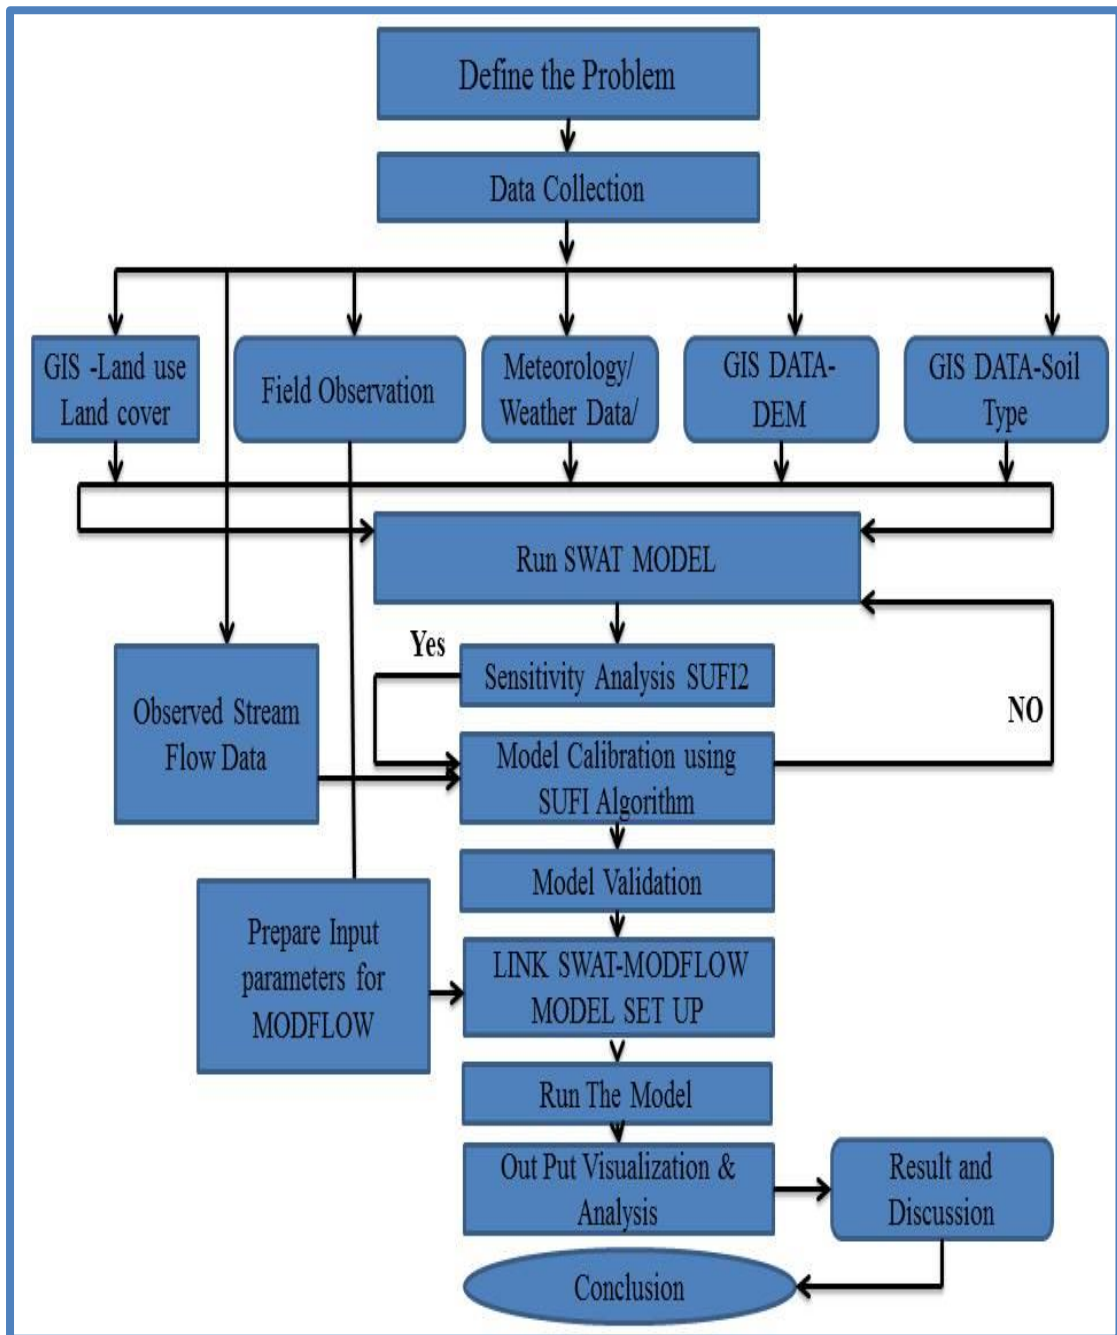 Define the Problem
Data Collection
GIS -Land use
Land cover
Field Observation
Meteorology/
Weather Data/
GIS DATA-
DEM
GIS DATA-Soil
Type
Run SWAT MODEL
Yes
Sensitivity Analysis SUFI2
NO
Observed Stream
Flow Data
Model Calibration using
SUFI Algorithm
Model Validation
Prepare Input
parameters for
MODFLOW
LINK SWAT-MODFLOW
MODEL SET UP
Run The Model
Out Put Visualization &
Analysis
Result and
Discussion
Conclusion